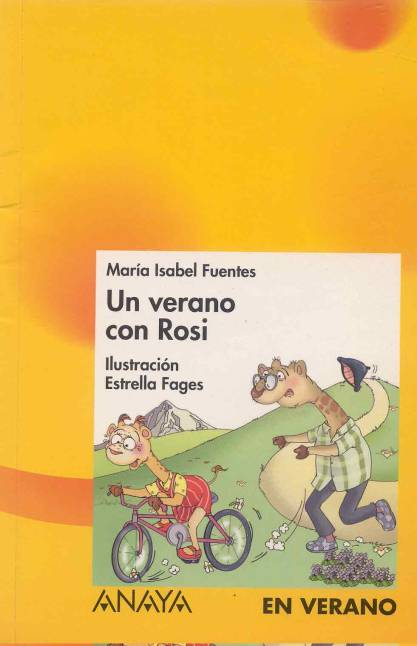 María Isabel Fuentes
Un verano
con Rosi
Ilustración
Estrella Fages
ANAYA
EN VERANO